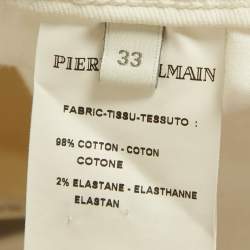 PIER LMAIN
33
FABRIC-TISSU-TESSUTO :
98% COTTON - COTON
COTONE
2% ELASTANE - ELASTHANNE
ELASTAN